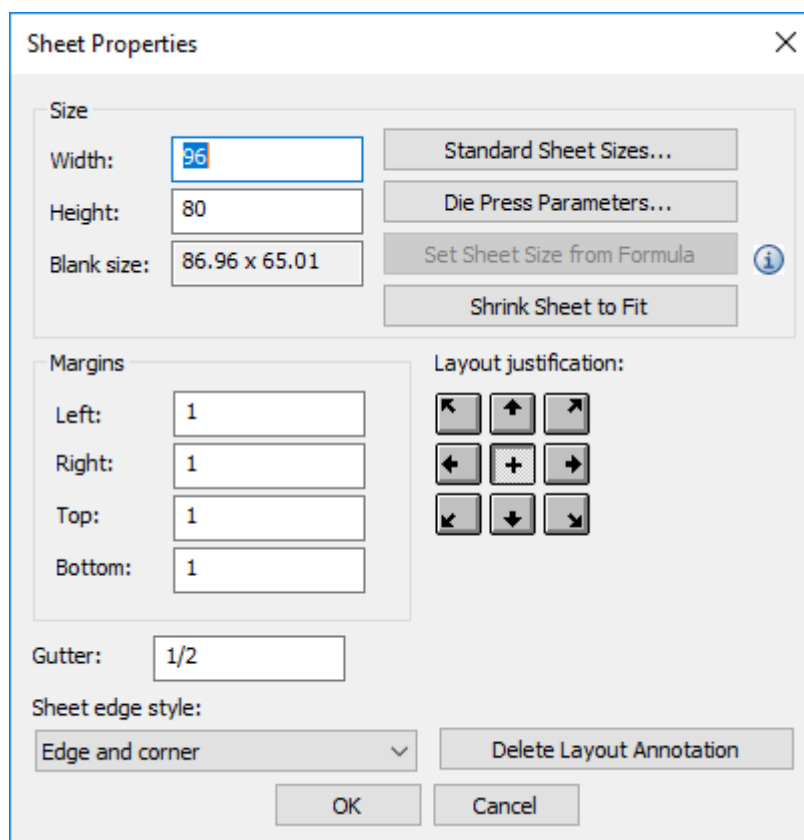 Sheet Properties
Size
Width: 96
Standard Sheet Sizes...
Height: 80
Die Press Parameters...
Blank size: 86.96 x 65.01
Set Sheet Size from Formula
Shrink Sheet to Fit
Margins
Left: 1
Right: 1
Top: 1
Bottom: 1
Layout justification:
Gutter: 1/2
Sheet edge style:
Edge and corner
Delete Layout Annotation
OK
Cancel